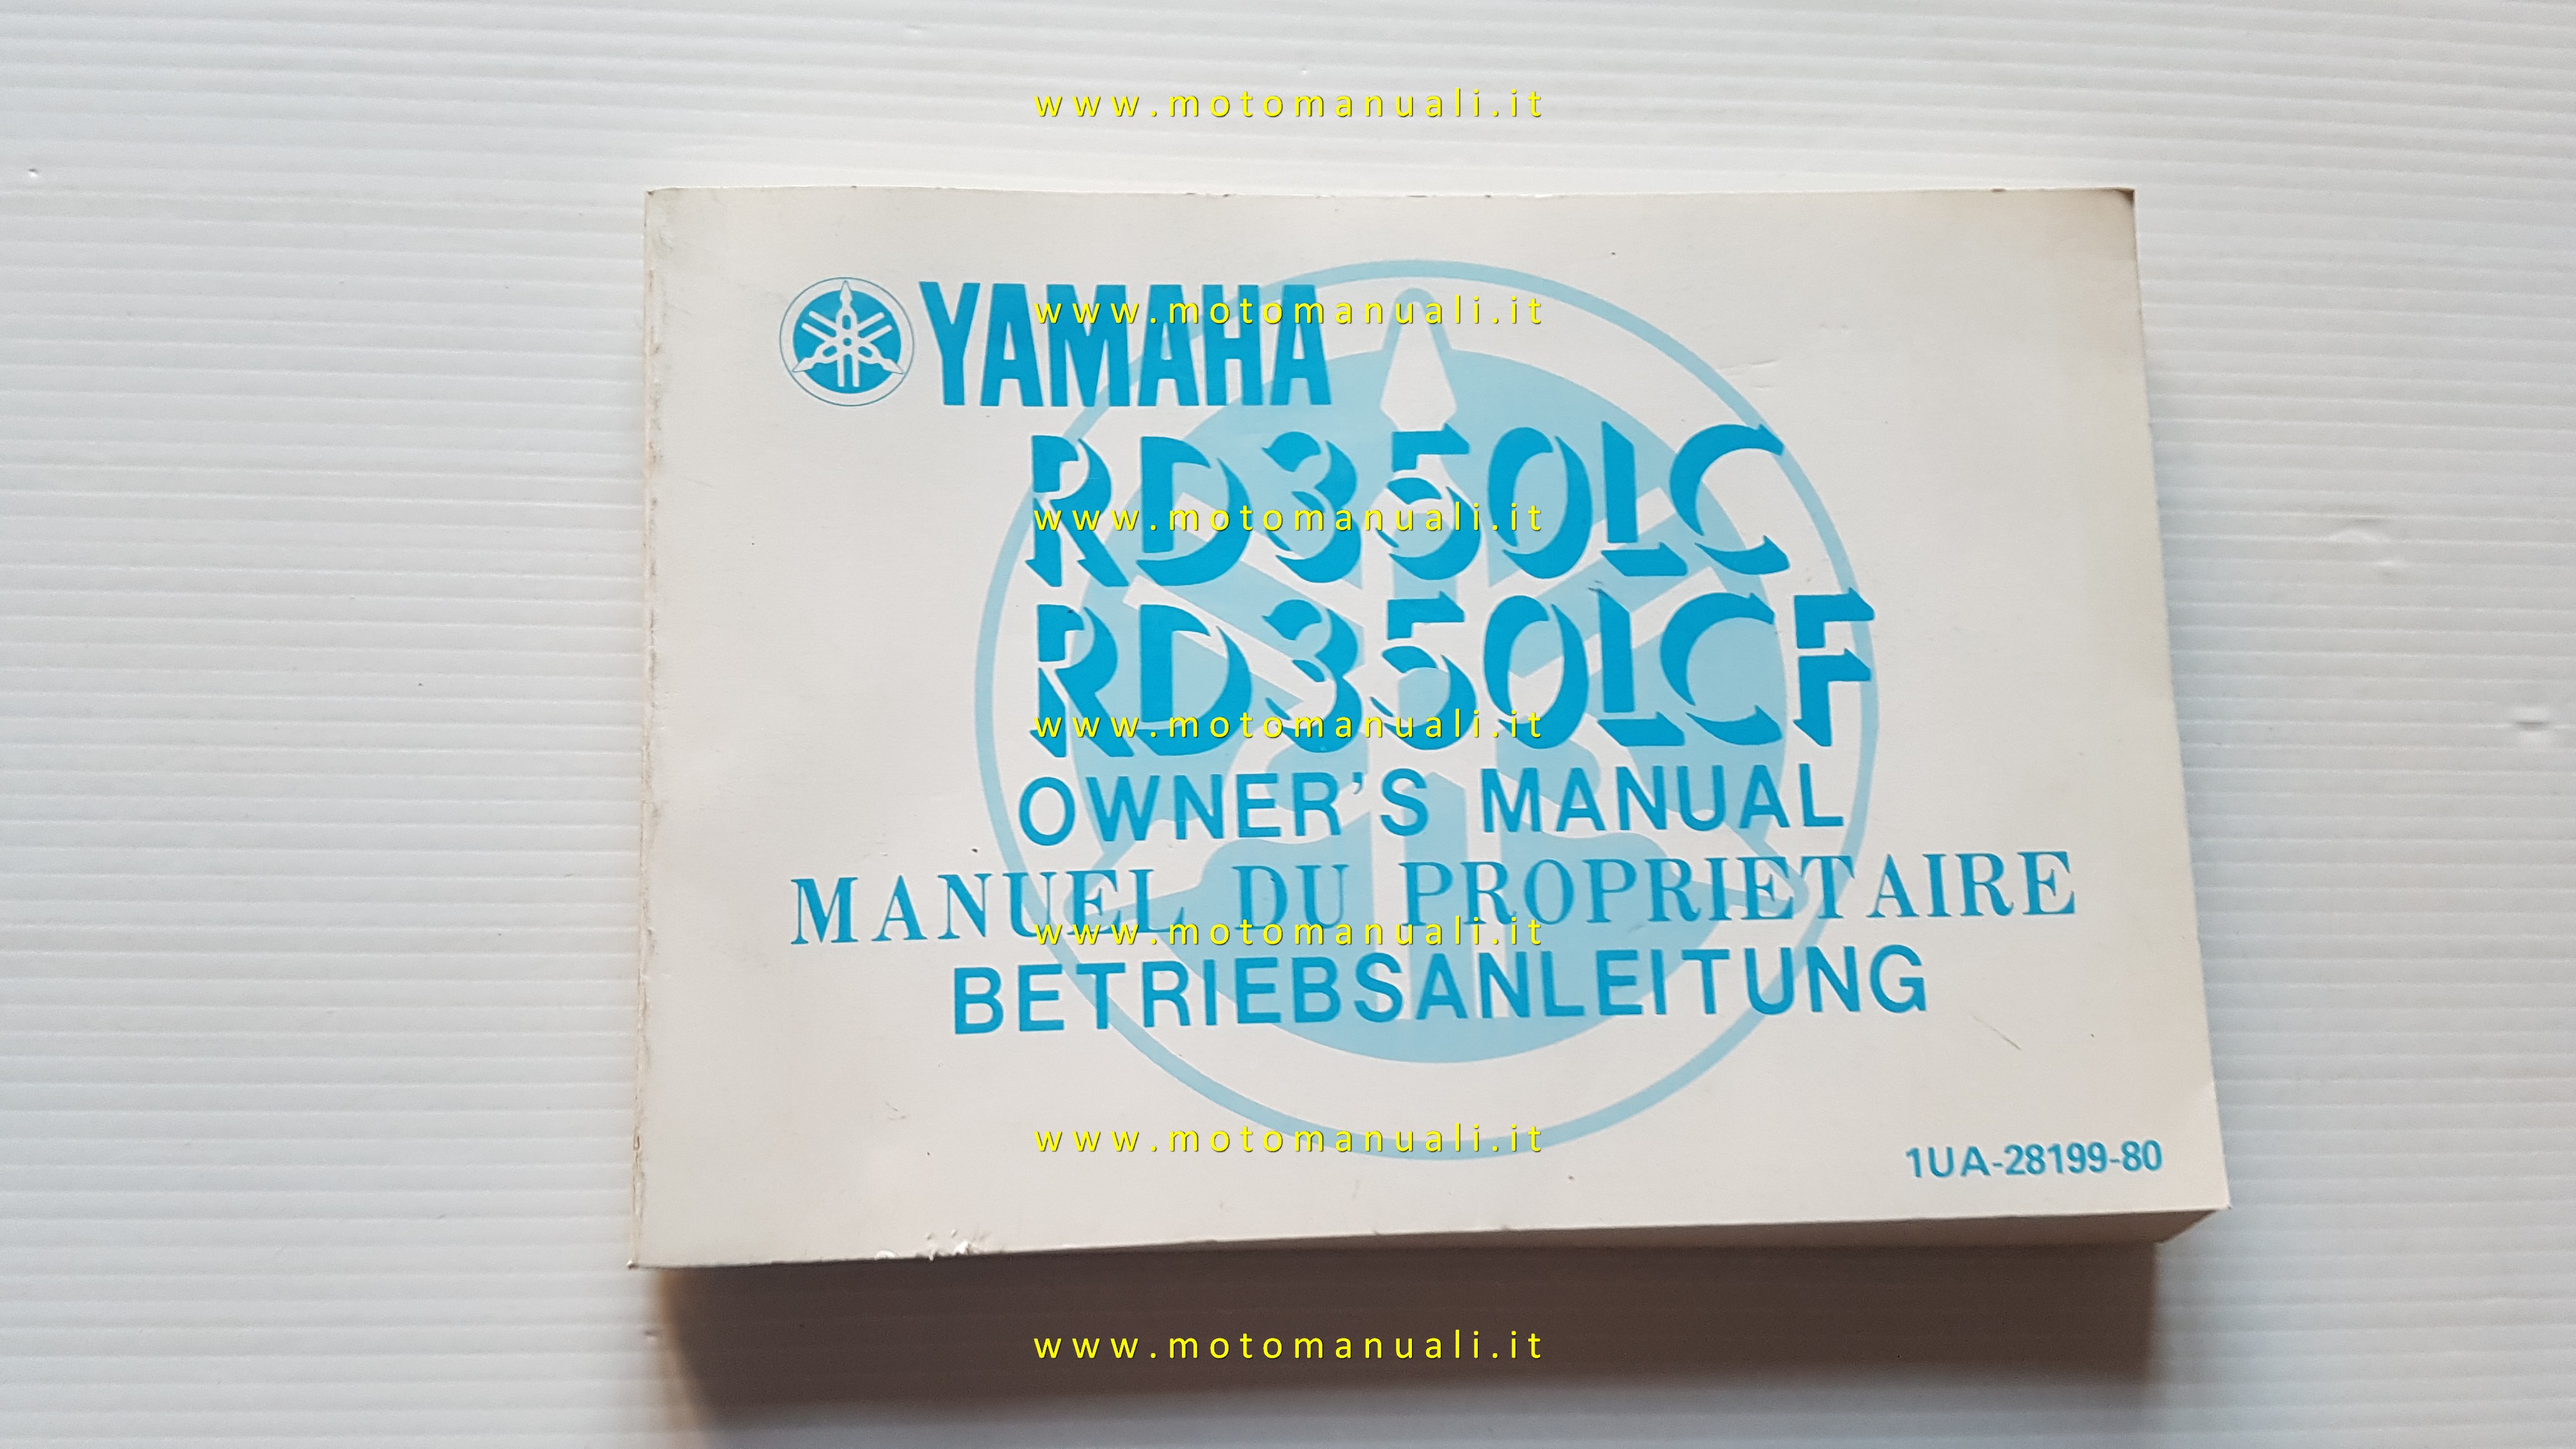 www.motomanuali.it
YAMAHA
www.motomanuali.it
RD350LC
www.motomanuali.it
RD350LCF
www.motomanuali.it
OWNER'S MANUAL
MANUEL DU PROPRIETAIRE
www.motomanuali.it
BETRIEBSANLEITUNG
www.motomanuali.it
1UA-28199-80
www.motomanuali.it